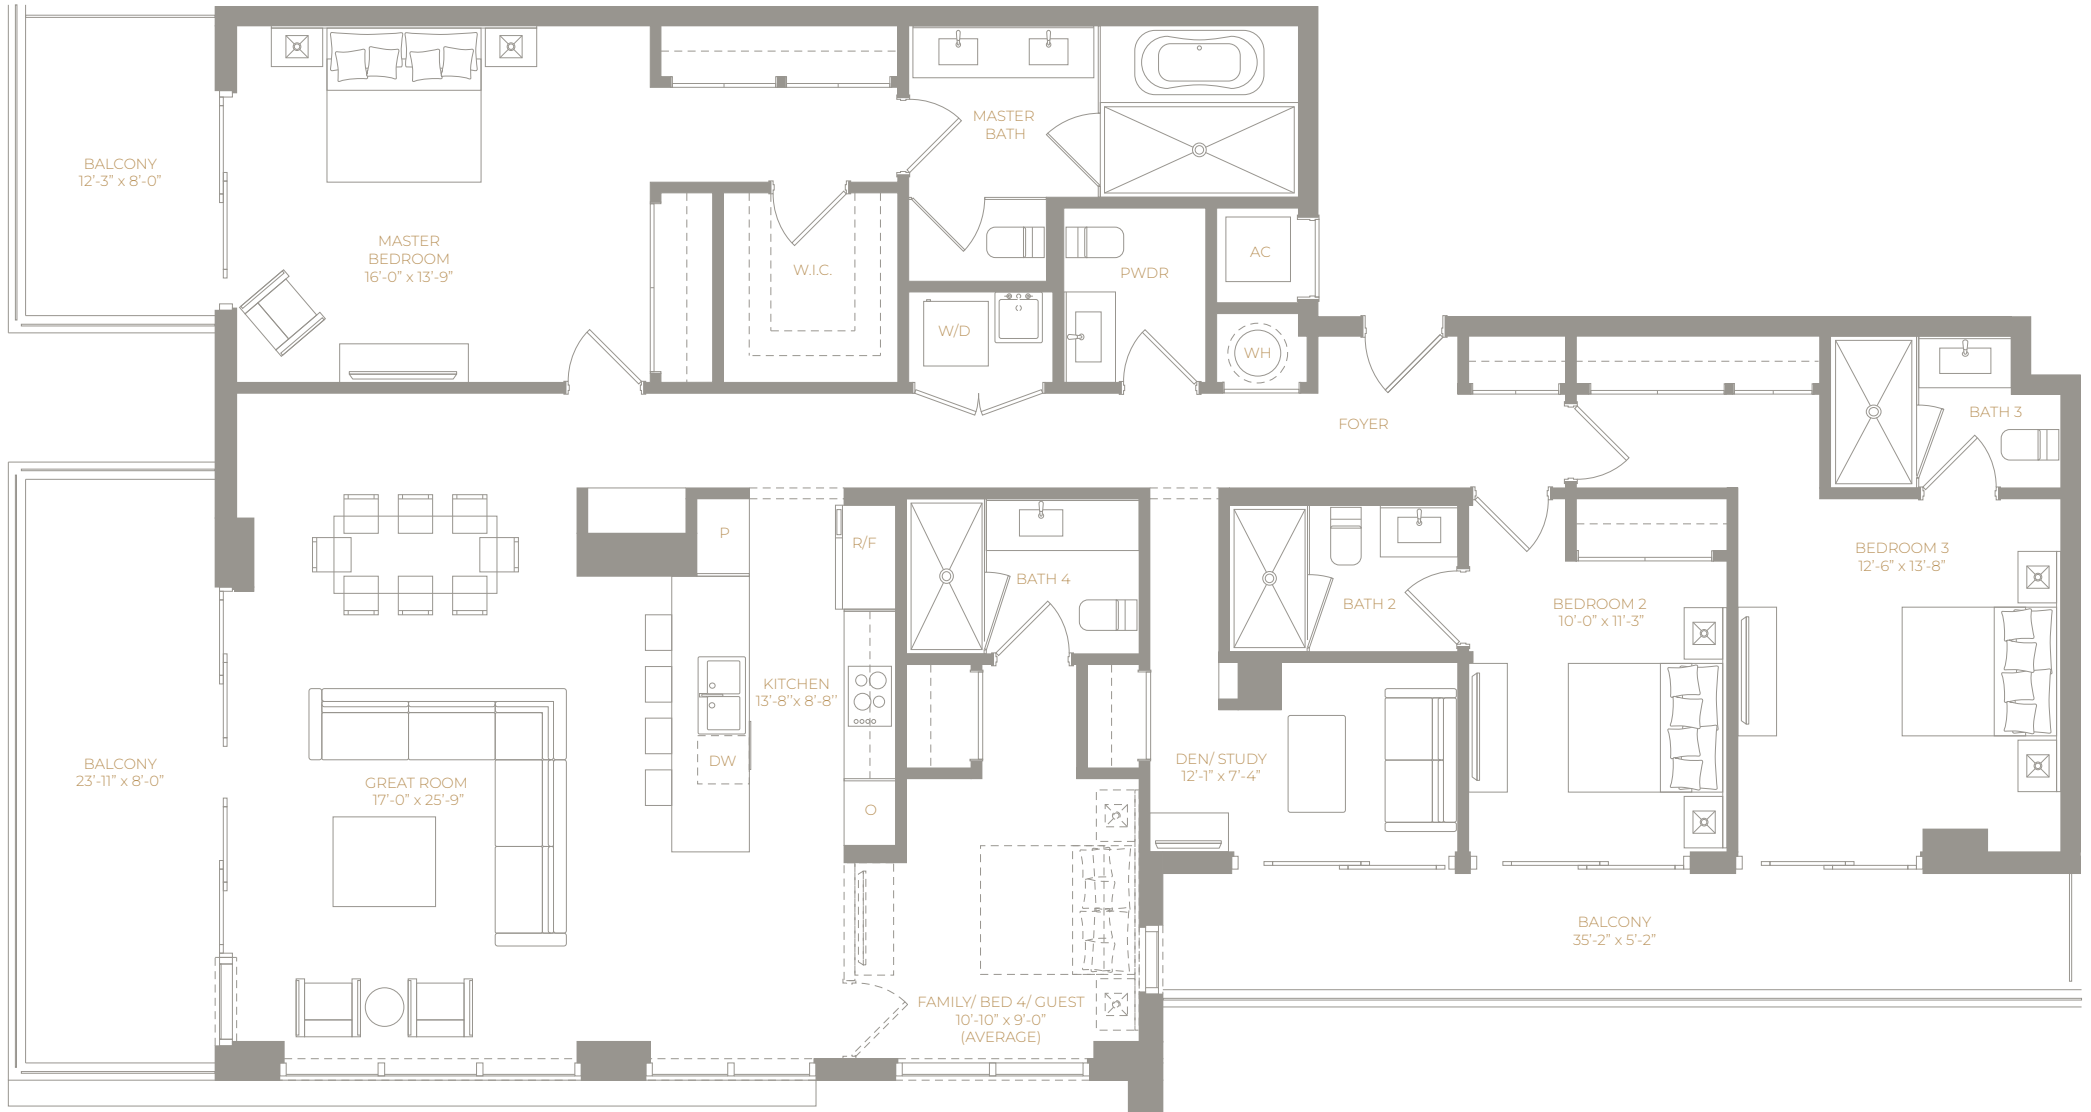 MASTER
BATH
BALCONY
12'-3" x 8'-0"
MASTER
BEDROOM
16'-0" x 13'-9"
W.I.C.
PWDR
AC
W/D
WH
FOYER
BATH 3
P
R/F
BATH 4
BATH 2
BEDROOM 2
10'-0" x 11'-3"
BEDROOM 3
12'-6" x 13'-8"
KITCHEN
13'-8''x 8'-8''
DW
O
BALCONY
23'-11" x 8'-0"
GREAT ROOM
17'-0" x 25'-9"
DEN/ STUDY
12'-1" x 7'-4"
BALCONY
35'-2" x 5'-2"
FAMILY/ BED 4/ GUEST
10'-10" x 9'-0"
(AVERAGE)